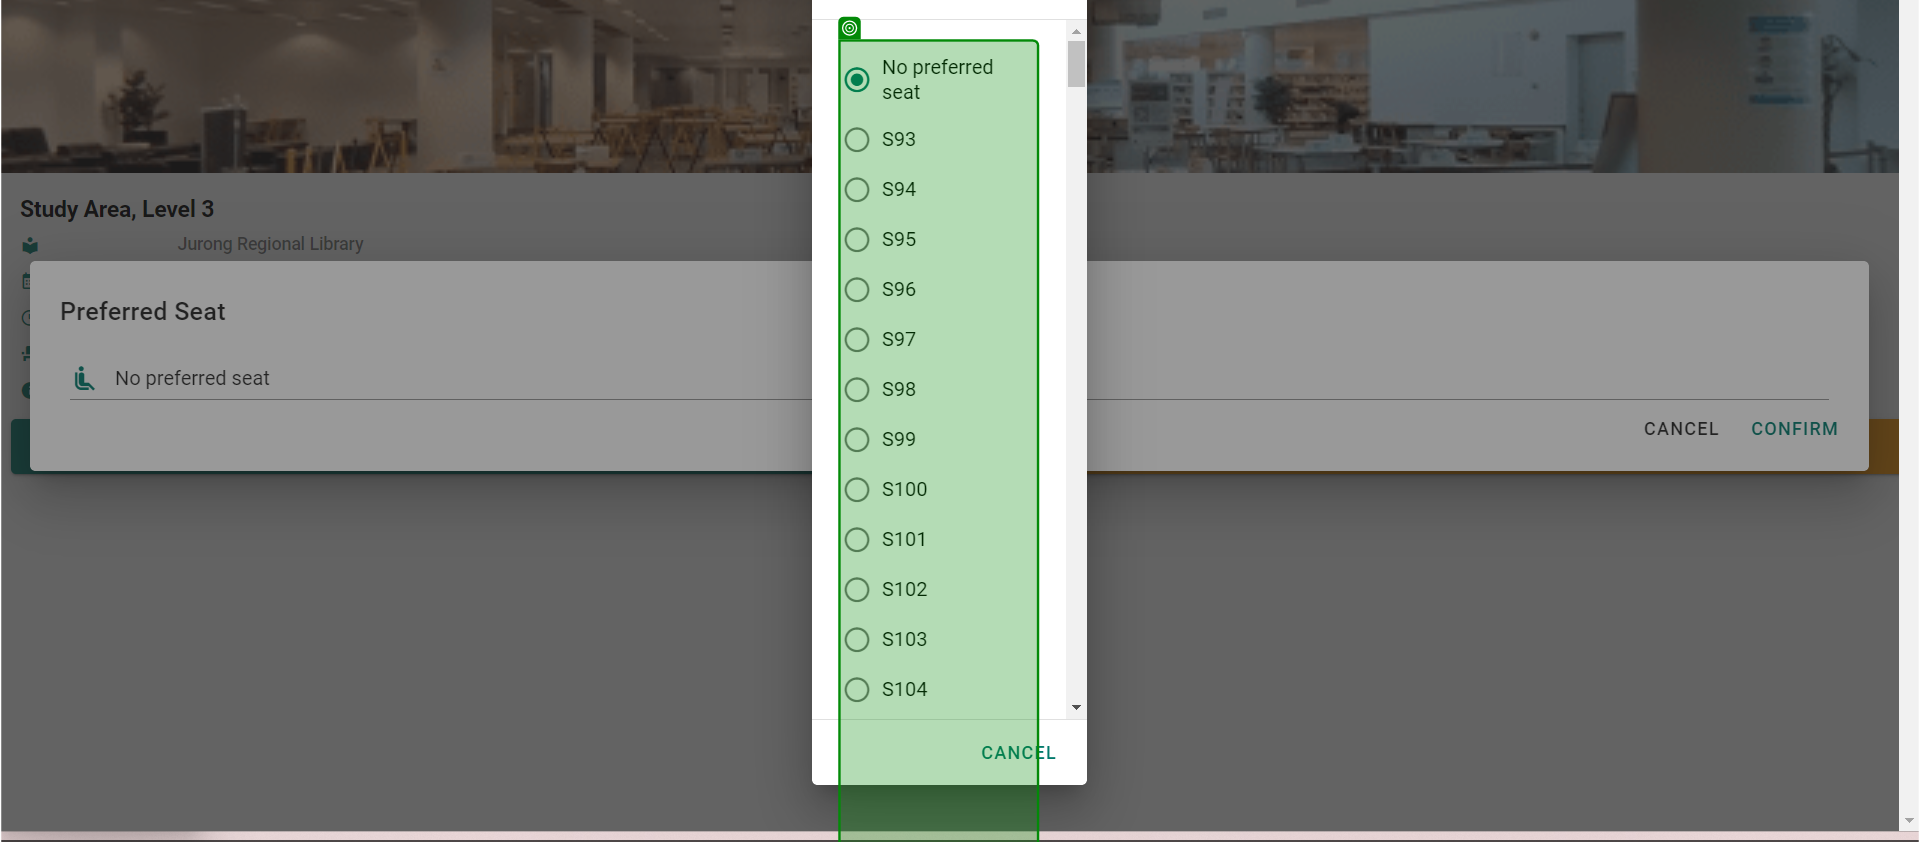 No preferred
seat
S93
S94
S95
S96
S97
S98
S99
S100
S101
S102
S103
S104
CANCEL
Study Area, Level 3
Jurong Regional Library
Preferred Seat
No preferred seat
CANCEL
CONFIRM